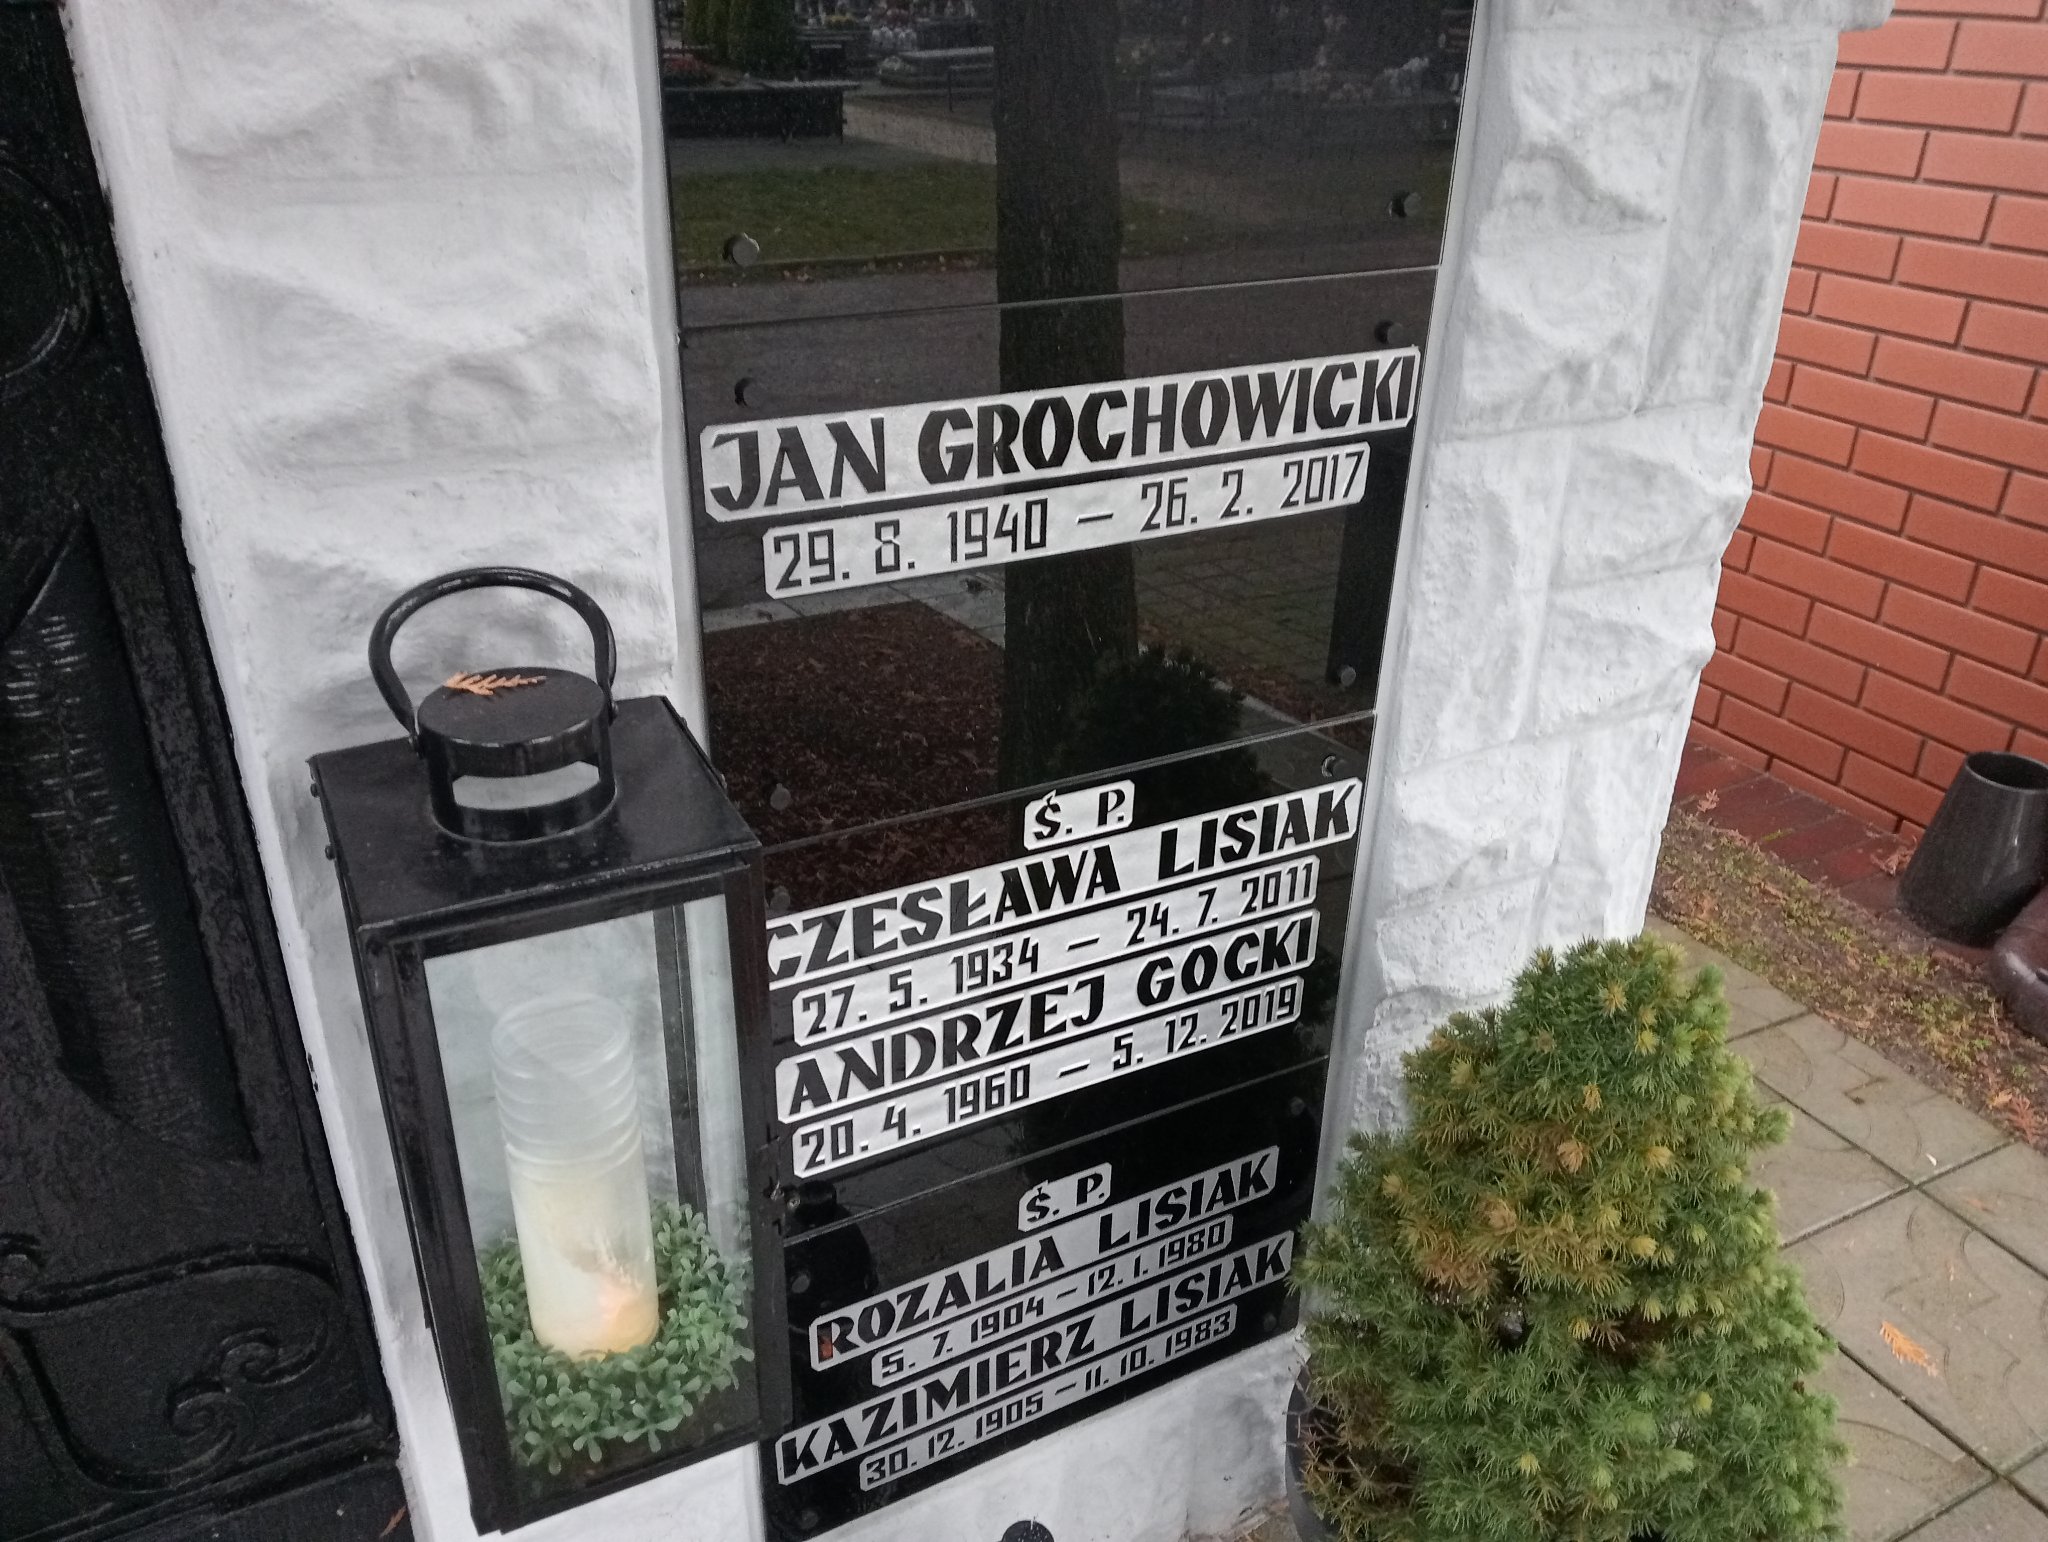 JAN GROCHOWICKI
29. 8. 1940 — 26. 2. 2017
Ś. P.
CZESŁAWA LISIAK
27. 5. 1934 — 24. 7. 2011
ANDRZEJ GOCKI
20. 4. 1960 — 5. 12. 2019
Ś. P.
ROZALIA LISIAK
5. 7. 1904 — 12. 1. 1980
KAZIMIERZ LISIAK
30. 12. 1905 — 11. 10. 1983